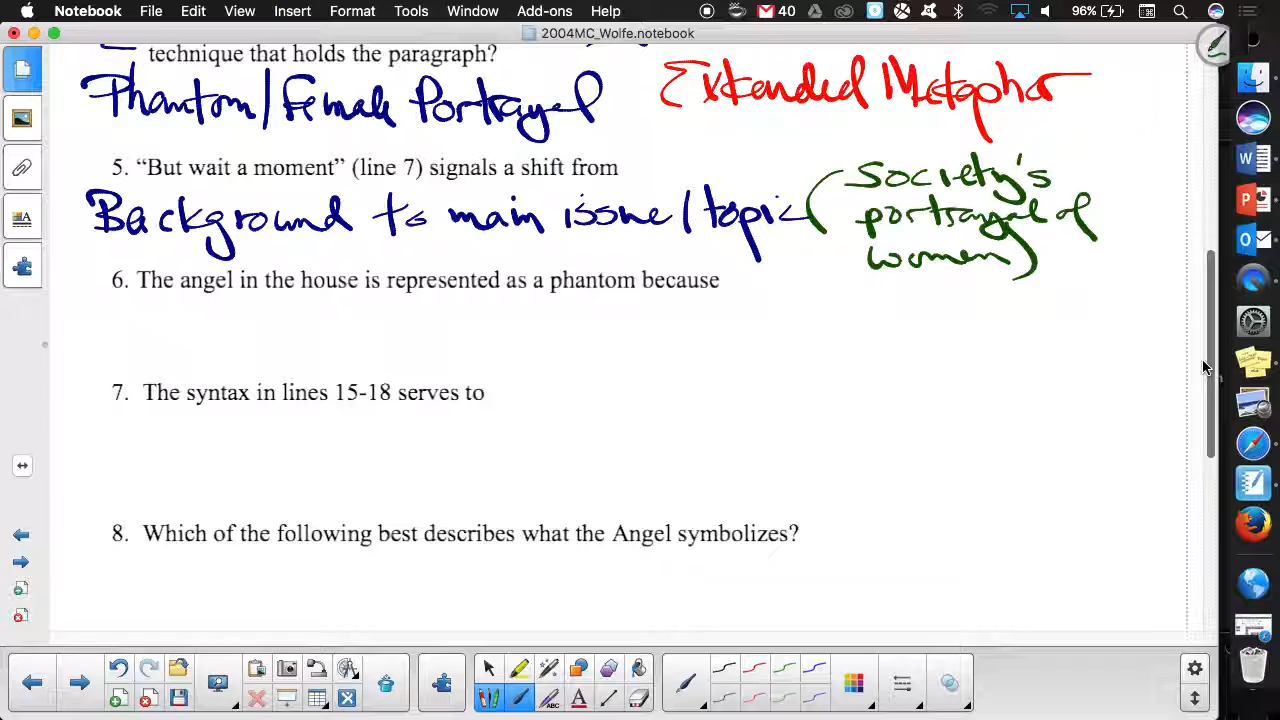 Notebook File Edit View Insert Format Tools Window Add-ons Help 40 96%
2004MC_Wolfe.notebook
technique that holds the paragraph?
Phantom/Female Portrayal Extended Metaphor
5. “But wait a moment” (line 7) signals a shift from
Background to main issue/topic (society's
portrayal of
women)
6. The angel in the house is represented as a phantom because
7. The syntax in lines 15-18 serves to
8. Which of the following best describes what the Angel symbolizes?